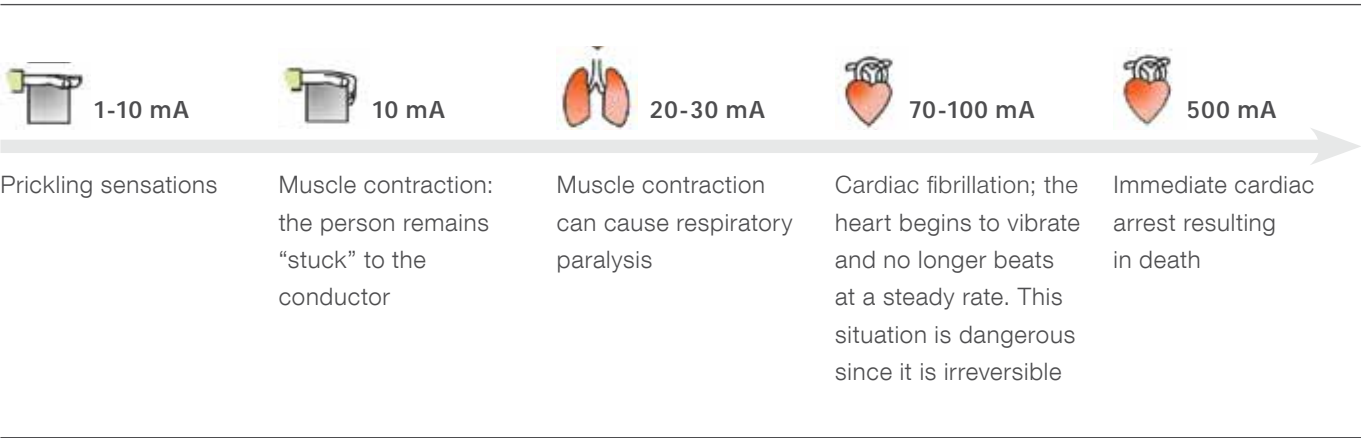 1-10 mA
10 mA
20-30 mA
70-100 mA
500 mA
Prickling sensations
Muscle contraction:
the person remains
“stuck” to the
conductor
Muscle contraction
can cause respiratory
paralysis
Cardiac fibrillation; the
heart begins to vibrate
and no longer beats
at a steady rate. This
situation is dangerous
since it is irreversible
Immediate cardiac
arrest resulting
in death